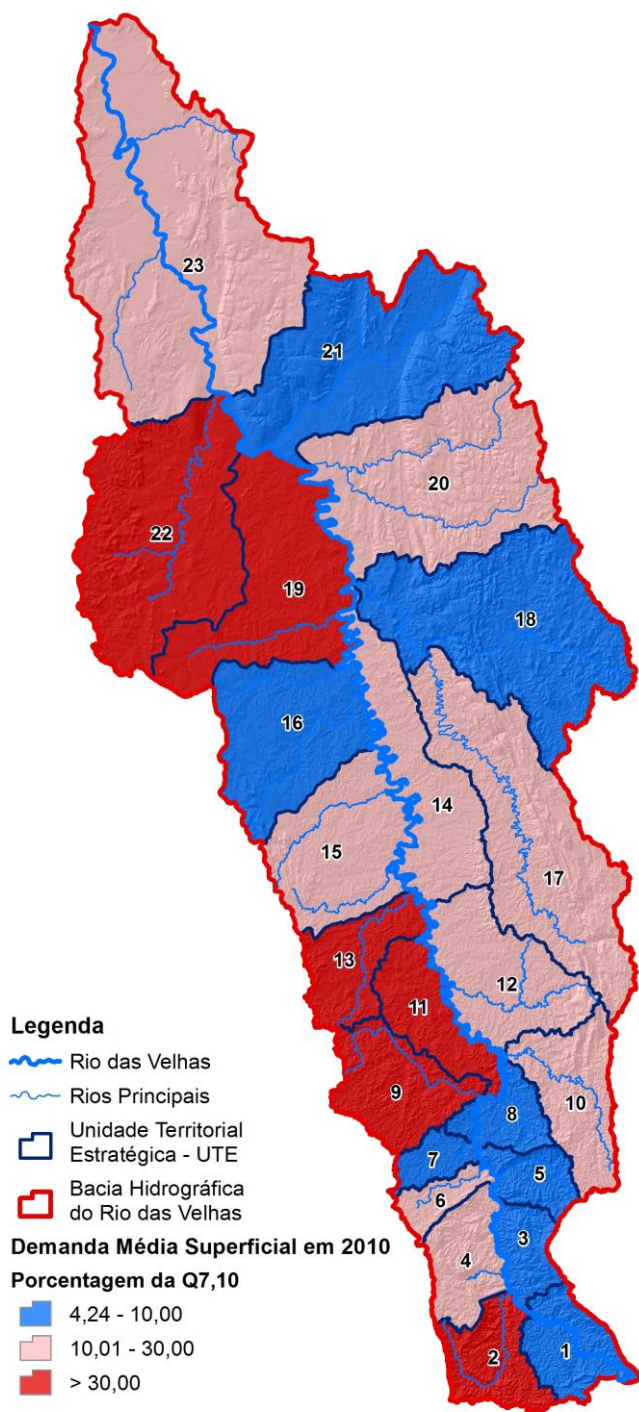 23
21
20
22
19
18
16
14
15
17
13
12
11
10
9
8
7
5
6
3
4
2
1
Legenda
Rio das Velhas
Rios Principais
Unidade Territorial
Estratégica - UTE
Bacia Hidrográfica
do Rio das Velhas
Demanda Média Superficial em 2010
Porcentagem da Q7,10
4,24 - 10,00
10,01 - 30,00
> 30,00